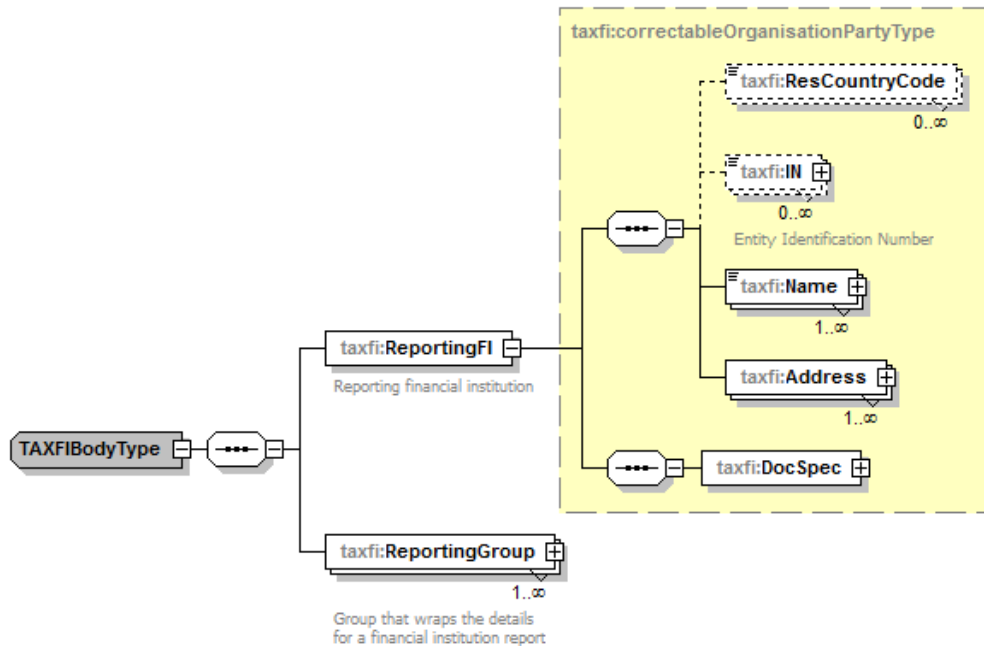 taxfi:correctableOrganisationPartyType
taxfi:ResCountryCode
0..∞
taxfi:IN
0..∞
Entity Identification Number
taxfi:Name
1..∞
taxfi:ReportingFI
Reporting financial institution
taxfi:Address
1..∞
TAXFIBodyType
taxfi:DocSpec
taxfi:ReportingGroup
1..∞
Group that wraps the details
for a financial institution report